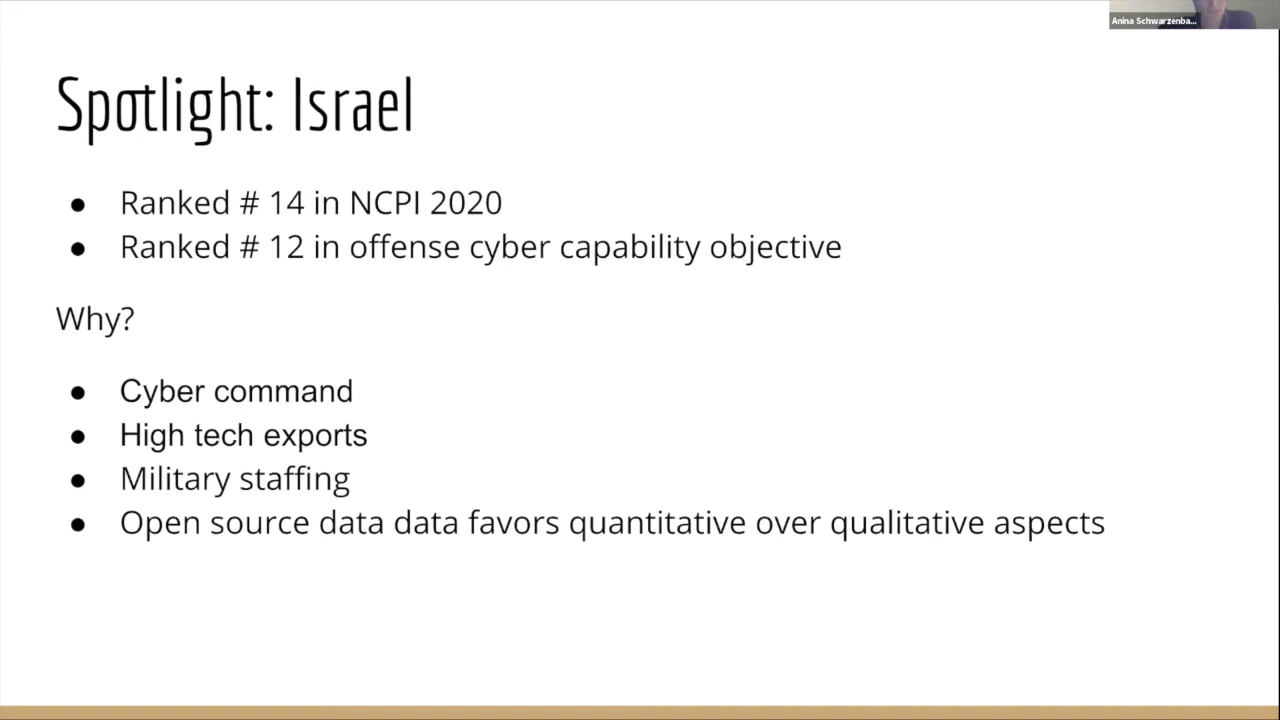 Anina Schwarzenba...
Spotlight: Israel
● Ranked # 14 in NCPI 2020
● Ranked # 12 in offense cyber capability objective
Why?
● Cyber command
● High tech exports
● Military staffing
● Open source data data favors quantitative over qualitative aspects